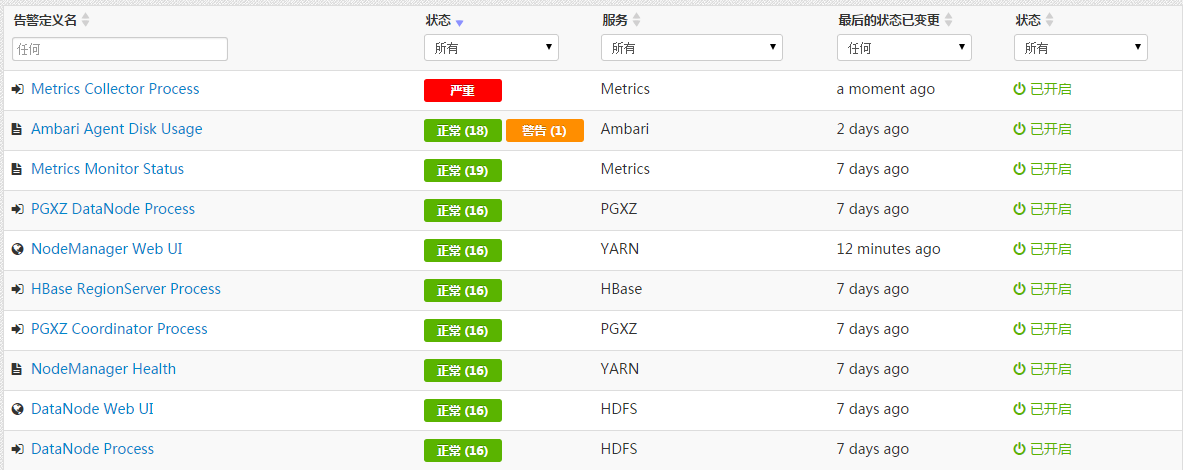 告警定义名 状态 服务 最后的状态已变更 状态
任何 所有 所有 任何 所有
Metrics Collector Process 严重 Metrics a moment ago 已开启
Ambari Agent Disk Usage 正常 (18) 警告 (1) Ambari 2 days ago 已开启
Metrics Monitor Status 正常 (19) Metrics 7 days ago 已开启
PGXZ DataNode Process 正常 (16) PGXZ 7 days ago 已开启
NodeManager Web UI 正常 (16) YARN 12 minutes ago 已开启
HBase RegionServer Process 正常 (16) HBase 7 days ago 已开启
PGXZ Coordinator Process 正常 (16) PGXZ 7 days ago 已开启
NodeManager Health 正常 (16) YARN 7 days ago 已开启
DataNode Web UI 正常 (16) HDFS 7 days ago 已开启
DataNode Process 正常 (16) HDFS 7 days ago 已开启